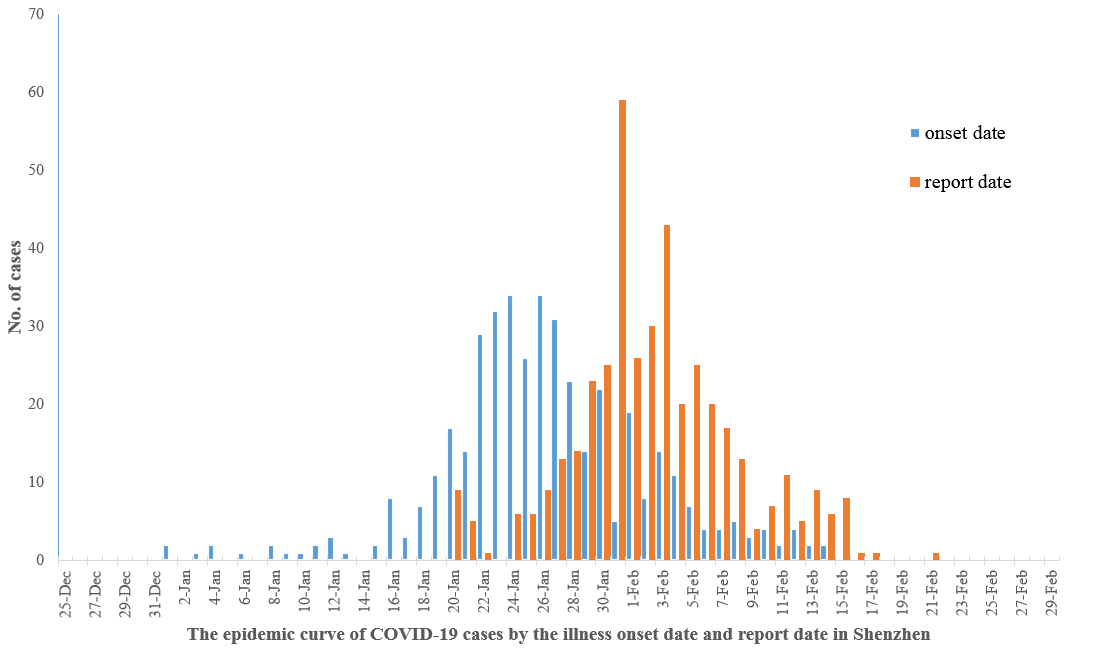 70
60
50
40
30
20
10
0
No. of cases
onset date
report date
25-Dec
27-Dec
29-Dec
31-Dec
2-Jan
4-Jan
6-Jan
8-Jan
10-Jan
12-Jan
14-Jan
16-Jan
18-Jan
20-Jan
22-Jan
24-Jan
26-Jan
28-Jan
30-Jan
1-Feb
3-Feb
5-Feb
7-Feb
9-Feb
11-Feb
13-Feb
15-Feb
17-Feb
19-Feb
21-Feb
23-Feb
25-Feb
27-Feb
29-Feb
The epidemic curve of COVID-19 cases by the illness onset date and report date in Shenzhen